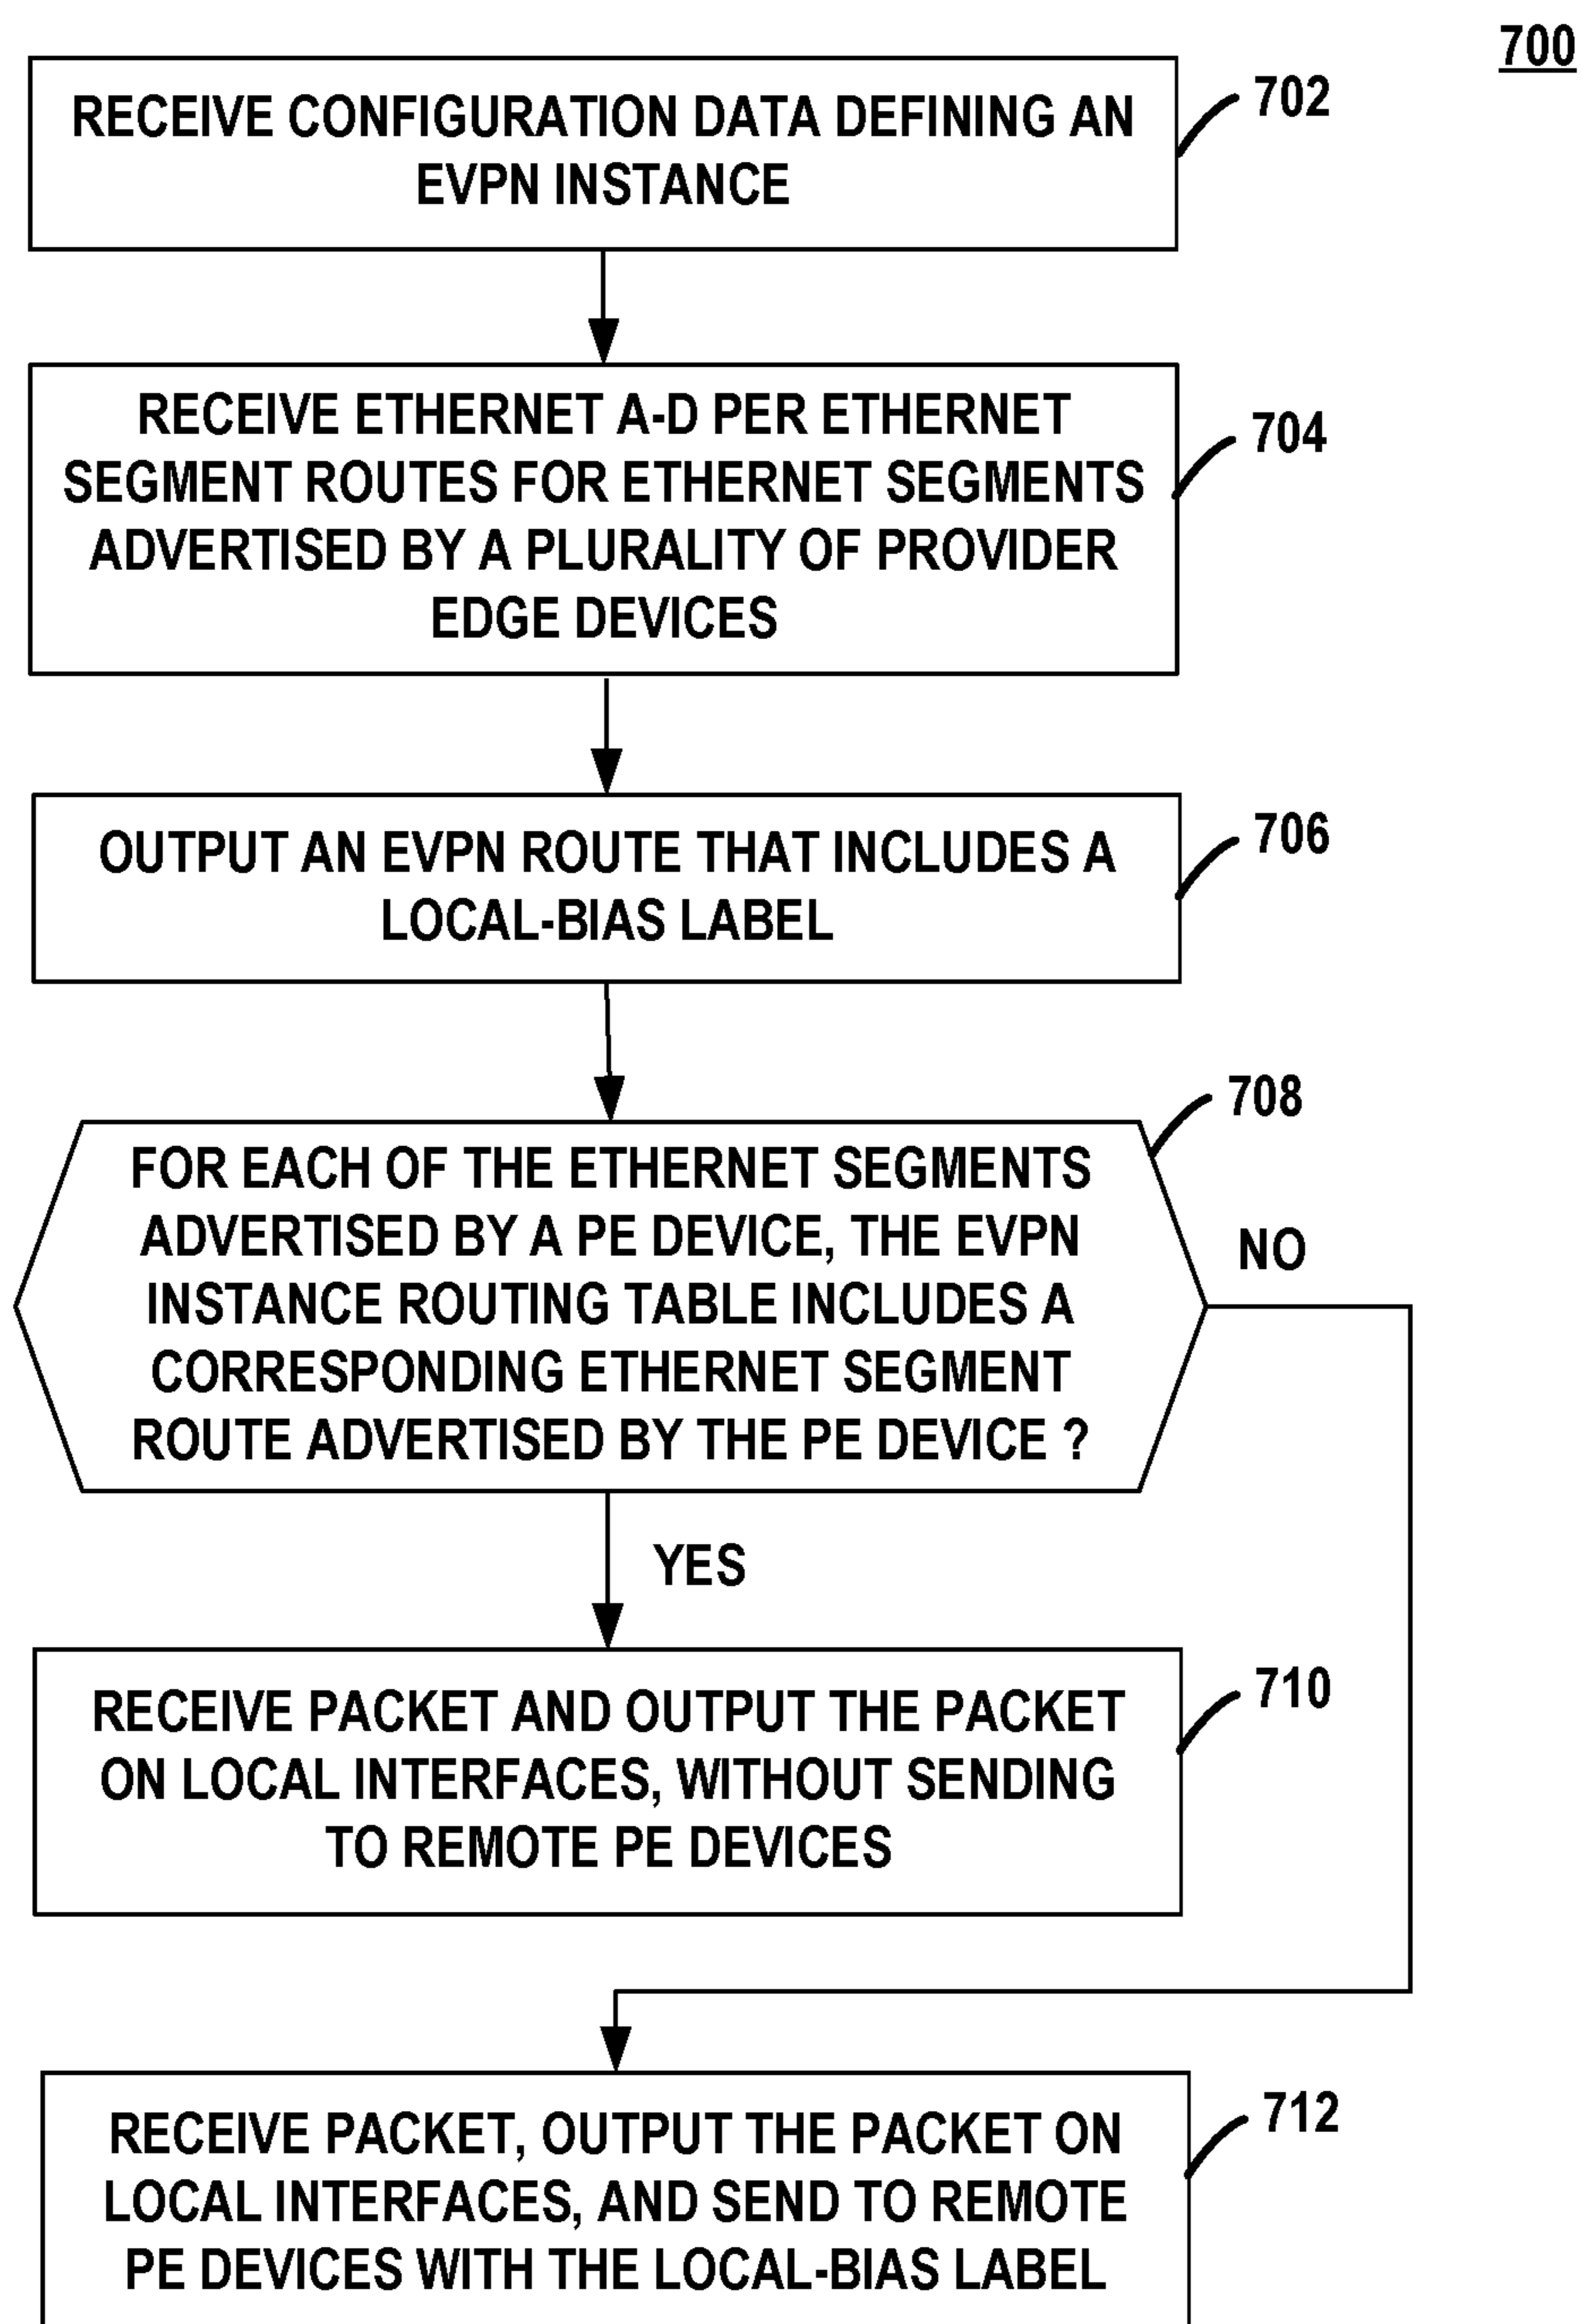 700
RECEIVE CONFIGURATION DATA DEFINING AN
EVPN INSTANCE
702
RECEIVE ETHERNET A-D PER ETHERNET
SEGMENT ROUTES FOR ETHERNET SEGMENTS
ADVERTISED BY A PLURALITY OF PROVIDER
EDGE DEVICES
704
OUTPUT AN EVPN ROUTE THAT INCLUDES A
LOCAL-BIAS LABEL
706
FOR EACH OF THE ETHERNET SEGMENTS
ADVERTISED BY A PE DEVICE, THE EVPN
INSTANCE ROUTING TABLE INCLUDES A
CORRESPONDING ETHERNET SEGMENT
ROUTE ADVERTISED BY THE PE DEVICE ?
708
NO
YES
RECEIVE PACKET AND OUTPUT THE PACKET
ON LOCAL INTERFACES, WITHOUT SENDING
TO REMOTE PE DEVICES
710
RECEIVE PACKET, OUTPUT THE PACKET ON
LOCAL INTERFACES, AND SEND TO REMOTE
PE DEVICES WITH THE LOCAL-BIAS LABEL
712